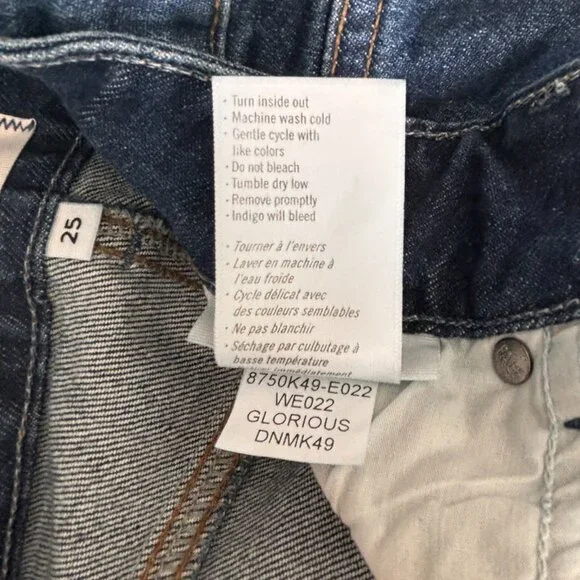 · Turn inside out
· Machine wash cold
· Gentle cycle with
like colors
· Do not bleach
· Tumble dry low
· Remove promptly
· Indigo will bleed
· Tourner à l'envers
· Laver en machine à
l'eau froide
· Cycle délicat avec
des couleurs semblables
· Ne pas blanchir
· Séchage par culbutage à
basse température
immédiatement
8750K49-E022
WE022
GLORIOUS
DNMK49
25